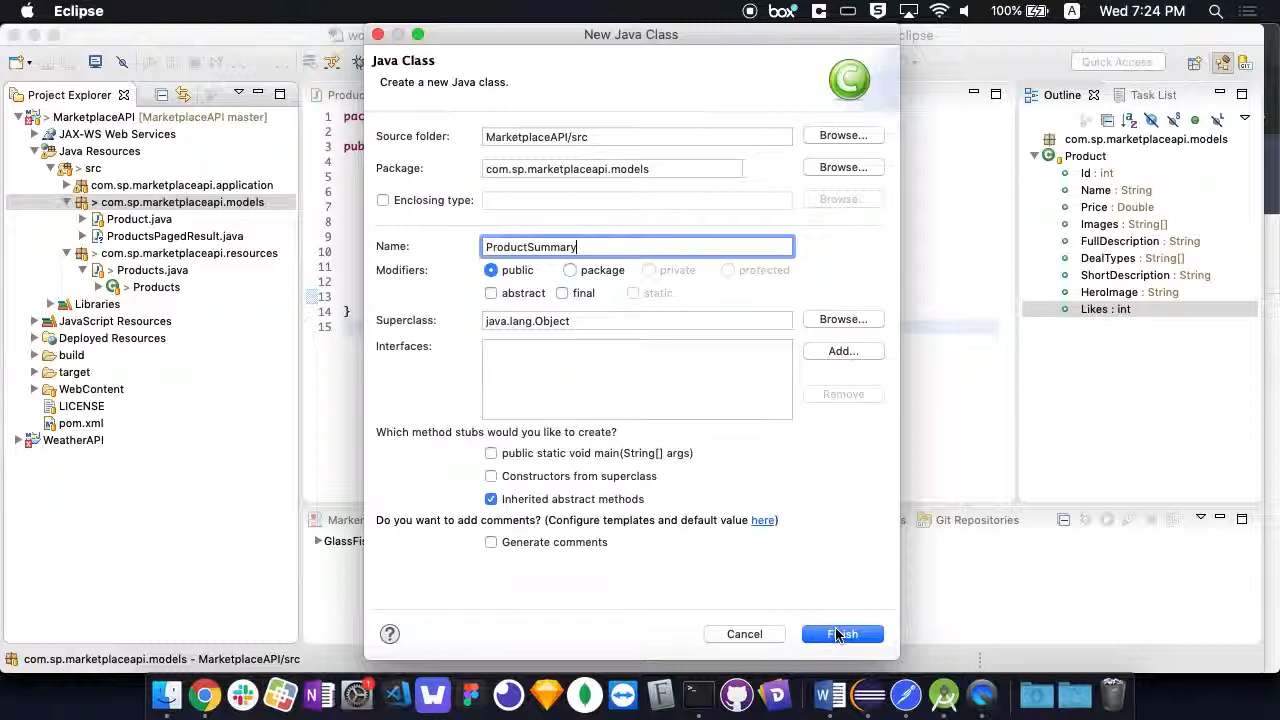 Eclipse
box
100%
A
Wed 7:24 PM
New Java Class
eclipse
Quick Access
Java Class
Create a new Java class.
Project Explorer
MarketplaceAPI [MarketplaceAPI master]
JAX-WS Web Services
Java Resources
> src
com.sp.marketplaceapi.application
> com.sp.marketplaceapi.models
Product.java
ProductsPagedResult.java
> com.sp.marketplaceapi.resources
> Products.java
> Products
Libraries
JavaScript Resources
Deployed Resources
build
target
WebContent
LICENSE
pom.xml
WeatherAPI
1
2
3
4
5
6
7
8
9
10
11
12
13
14 }
15
Source folder: MarketplaceAPI/src Browse...
Package: com.sp.marketplaceapi.models Browse...
Enclosing type: Browse...
Name: ProductSummary
Modifiers: public package private protected
abstract final static
Superclass: java.lang.Object Browse...
Interfaces: Add...
Remove
Which method stubs would you like to create?
public static void main(String[] args)
Constructors from superclass
Inherited abstract methods
Do you want to add comments? (Configure templates and default value here)
Generate comments
? Cancel Finish
Outline Task List
com.sp.marketplaceapi.models
Product
Id : int
Name : String
Price : Double
Images : String[]
FullDescription : String
DealTypes : String[]
ShortDescription : String
HeroImage : String
Likes : int
Git Repositories
com.sp.marketplaceapi.models - MarketplaceAPI/src